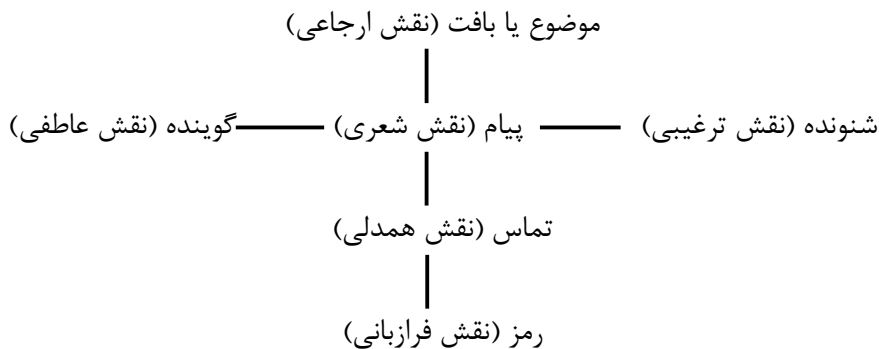 موضوع یا بافت (نقش ارجاعی)
شنونده (نقش ترغیبی) پیام (نقش شعری) گوینده (نقش عاطفی)
تماس (نقش همدلی)
رمز (نقش فرازبانی)